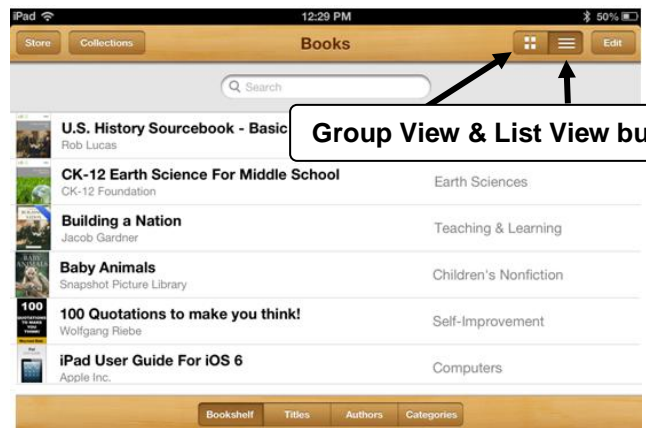 iPad 12:29 PM 50%
Store Collections Books Edit
Search
U.S. History Sourcebook - Basic
Rob Lucas
Group View & List View bu
CK-12 Earth Science For Middle School
CK-12 Foundation
Earth Sciences
Building a Nation
Jacob Gardner
Teaching & Learning
Baby Animals
Snapshot Picture Library
Children's Nonfiction
100 Quotations to make you think!
Wolfgang Riebe
Self-Improvement
iPad User Guide For iOS 6
Apple Inc.
Computers
BABY
ANIMALS
100
Bookshelf Titles Authors Categories